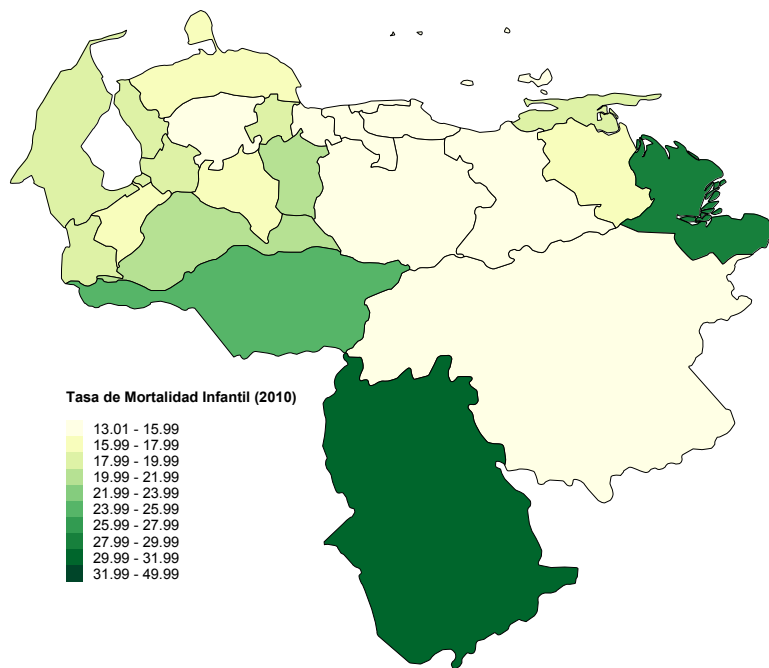 Tasa de Mortalidad Infantil (2010)
13.01 - 15.99
15.99 - 17.99
17.99 - 19.99
19.99 - 21.99
21.99 - 23.99
23.99 - 25.99
25.99 - 27.99
27.99 - 29.99
29.99 - 31.99
31.99 - 49.99